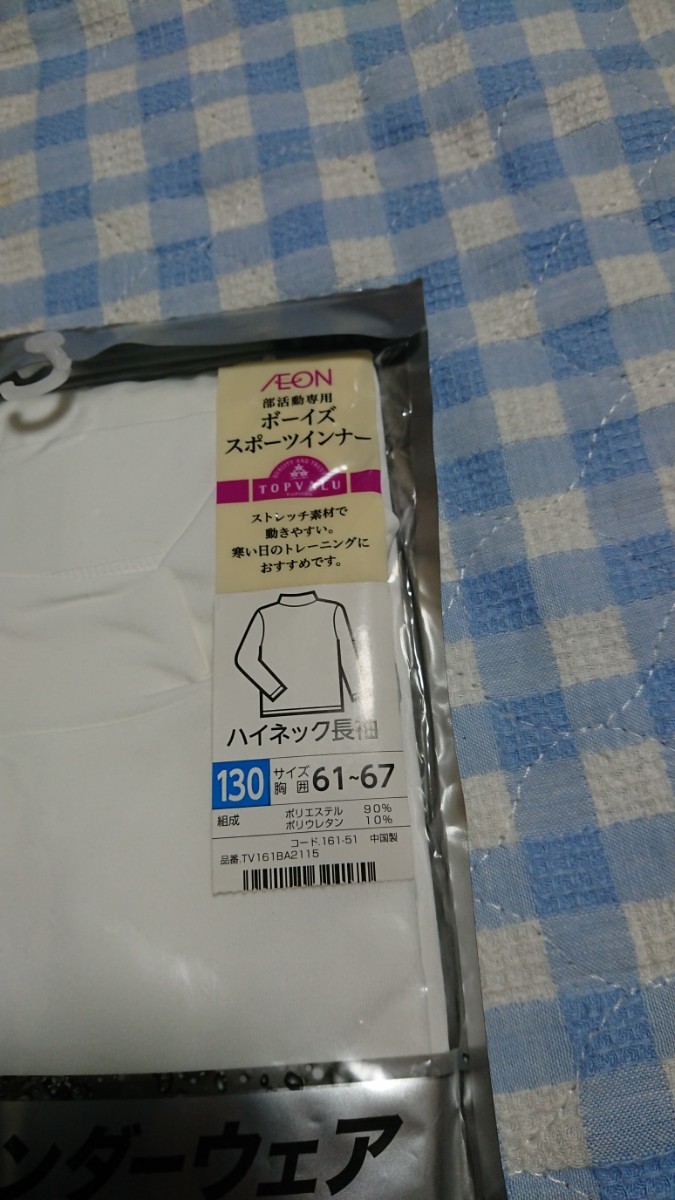 ÆON
部活動専用
ボーイズ
スポーツインナー
TOPVALU
ストレッチ素材で
動きやすい。
寒い日のトレーニングに
おすすめです。
ハイネック長袖
130 サイズ 胸囲 61~67
組成 ポリエステル 90%
ポリウレタン 10%
コード.161-51 中国製
品番.TV161BA2115
ンダーウェア